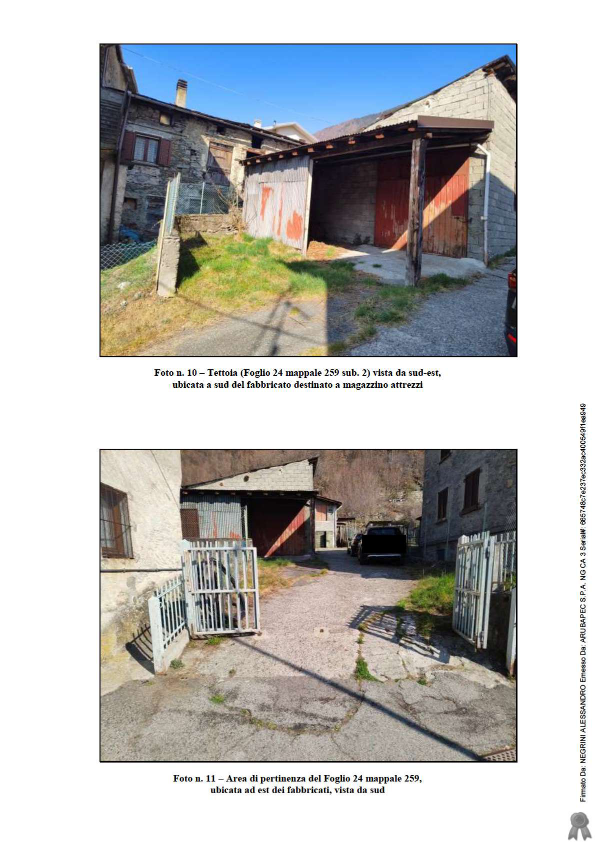 Foto n. 10 – Tettoia (Foglio 24 mappale 259 sub. 2) vista da sud-est,
ubicata a sud del fabbricato destinato a magazzino attrezzi
Foto n. 11 – Area di pertinenza del Foglio 24 mappale 259,
ubicata ad est dei fabbricati, vista da sud
Firmato Da: NEGRINI ALESSANDRO Emesso Da: ARUBAPEC S.P.A. NG CA 3 Serial#: